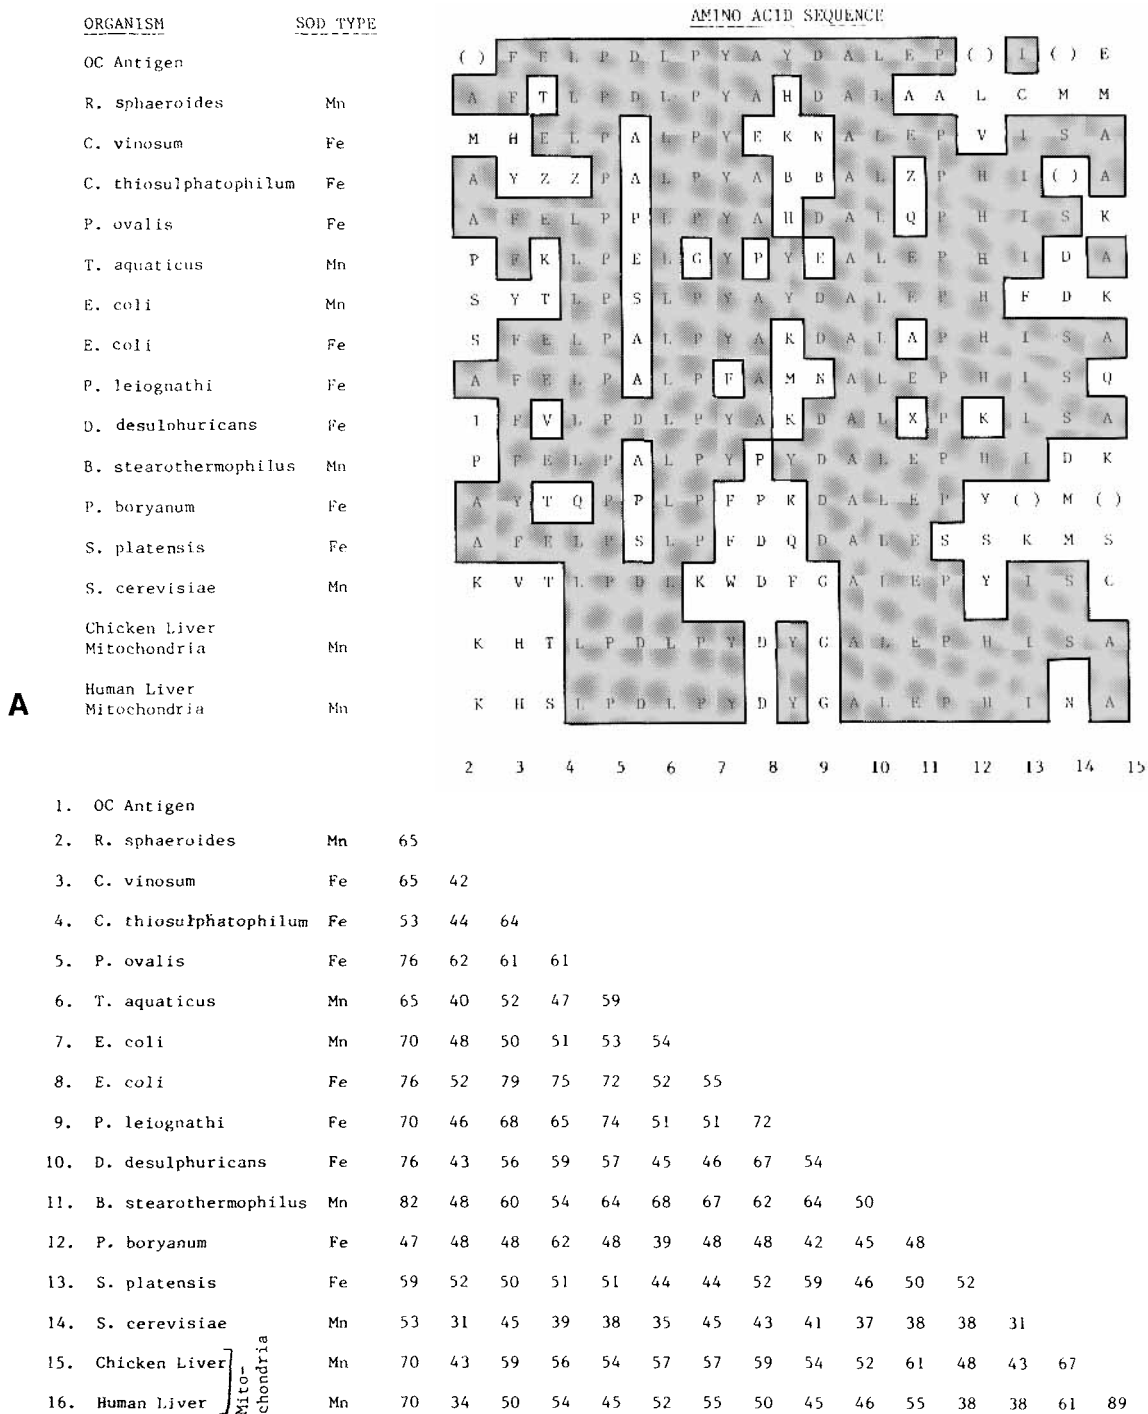 ORGANISM SOD TYPE AMINO ACID SEQUENCE
OC Antigen ( ) F E L P D L P Y A Y D A L E P ( ) I ( ) E
R. sphaeroides Mn A F T L P D L P Y A H D A L A A L C M M
C. vinosum Fe M H E L P A L P Y E K N A L E P V I S A
C. thiosulphatophilum Fe A Y Z Z P A L P Y A B B A L Z P H I ( ) A
P. ovalis Fe A F E L P P L P Y A H D A L Q P H I S K
T. aquaticus Mn P F K L P E L G Y P Y E A L E P H I D A
E. coli Mn S Y T L P S L P Y A Y D A L E P H F D K
E. coli Fe S F E L P A L P Y A K D A L A P H I S A
P. leiognathi Fe A F E L P A L P F A M N A L E P H I S Q
D. desulphuricans Fe I F V L P D L P Y A K D A L X P K I S A
B. stearothermophilus Mn P F E L P A L P Y P Y D A L E P H I D K
P. boryanum Fe A Y T Q P P L P F P K D A L E P Y ( ) M ( )
S. platensis Fe A F E L P S L P F D Q D A L E S S K M S
S. cerevisiae Mn K V T L P D L K W D F G A L E P Y I S C
Chicken Liver
Mitochondria Mn K H T L P D L P Y D Y G A L E P H I S A
Human Liver
A Mitochondria Mn K H S L P D L P Y D Y G A L E P H I N A
2 3 4 5 6 7 8 9 10 11 12 13 14 15
1. OC Antigen
2. R. sphaeroides Mn 65
3. C. vinosum Fe 65 42
4. C. thiosulphatophilum Fe 53 44 64
5. P. ovalis Fe 76 62 61 61
6. T. aquaticus Mn 65 40 52 47 59
7. E. coli Mn 70 48 50 51 53 54
8. E. coli Fe 76 52 79 75 72 52 55
9. P. leiognathi Fe 70 46 68 65 74 51 51 72
10. D. desulphuricans Fe 76 43 56 59 57 45 46 67 54
11. B. stearothermophilus Mn 82 48 60 54 64 68 67 62 64 50
12. P. boryanum Fe 47 48 48 62 48 39 48 48 42 45 48
13. S. platensis Fe 59 52 50 51 51 44 44 52 59 46 50 52
14. S. cerevisiae Mn 53 31 45 39 38 35 45 43 41 37 38 38 31
15. Chicken Liver Mn 70 43 59 56 54 57 57 59 54 52 61 48 43 67
16. Human Liver Mn 70 34 50 54 45 52 55 50 45 46 55 38 38 61 89
Mito-
chondria